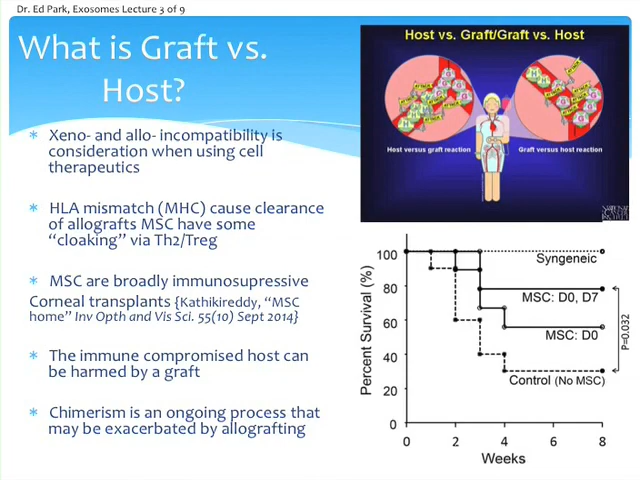 Dr. Ed Park, Exosomes Lecture 3 of 9
What is Graft vs.
Host?
Xeno- and allo- incompatibility is
consideration when using cell
therapeutics
HLA mismatch (MHC) cause clearance
of allografts MSC have some
“cloaking” via Th2/Treg
MSC are broadly immunosupressive
Corneal transplants {Kathikireddy, “MSC
home” Inv Opth and Vis Sci. 55(10) Sept 2014}
The immune compromised host can
be harmed by a graft
Chimerism is an ongoing process that
may be exacerbated by allografting
Host vs. Graft/Graft vs. Host
Host versus graft reaction
Graft versus host reaction
100
80
60
40
20
0
Percent Survival (%)
Syngeneic
MSC: D0, D7
MSC: D0
Control (No MSC)
P=0.032
0 2 4 6 8
Weeks